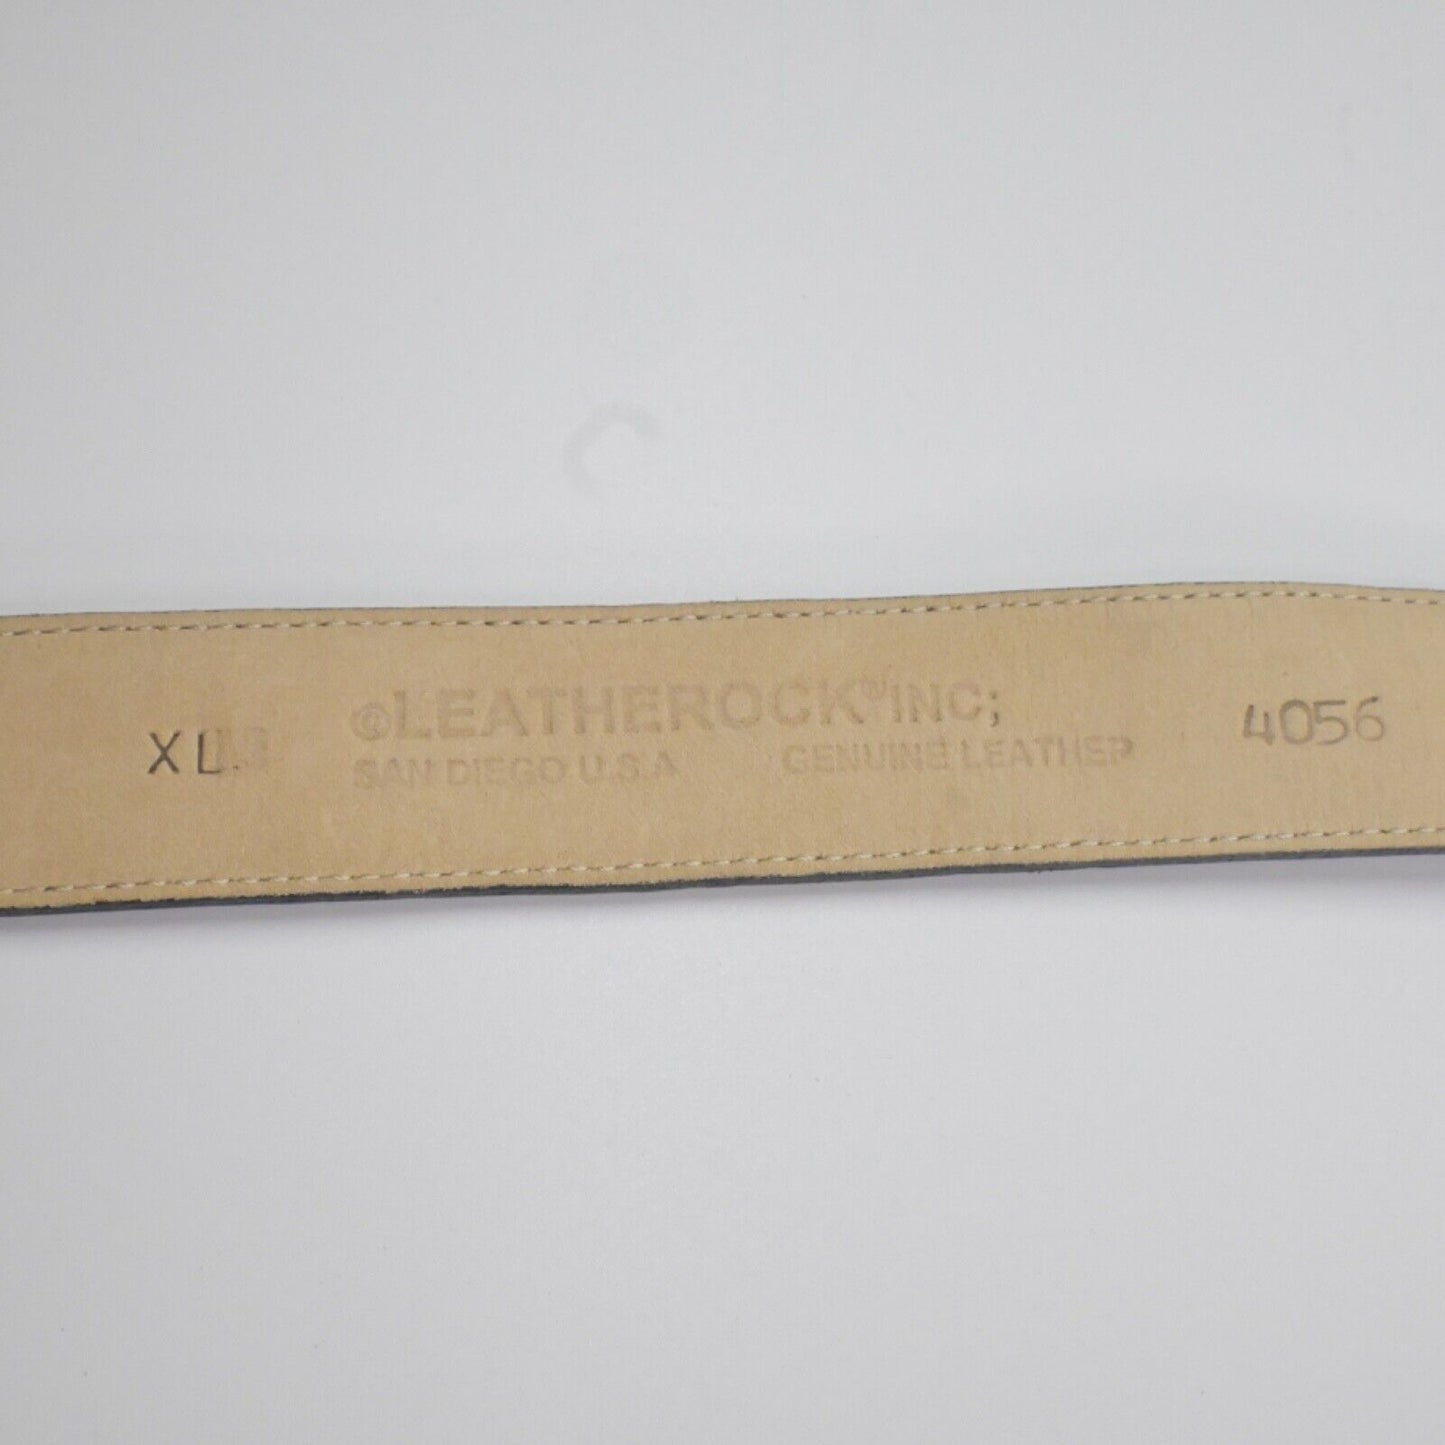 XL
©LEATHEROCK®INC;
SAN DIEGO U.S.A GENUINE LEATHER
4056